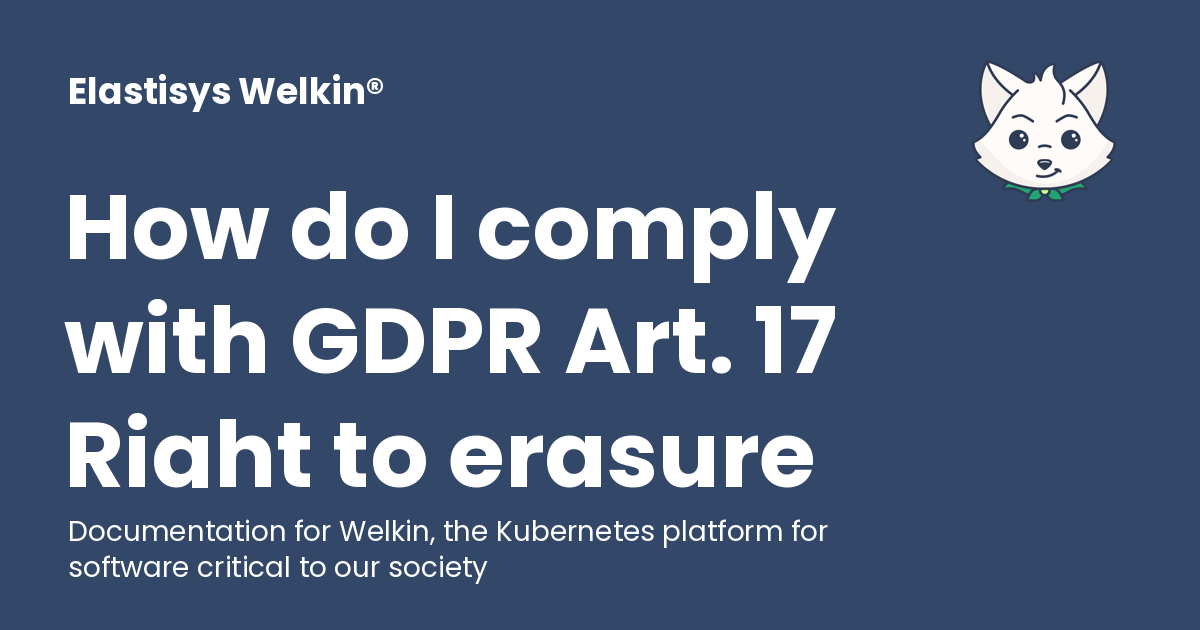 Elastisys Welkin®
How do I comply
with GDPR Art. 17
Right to erasure
Documentation for Welkin, the Kubernetes platform for
software critical to our society